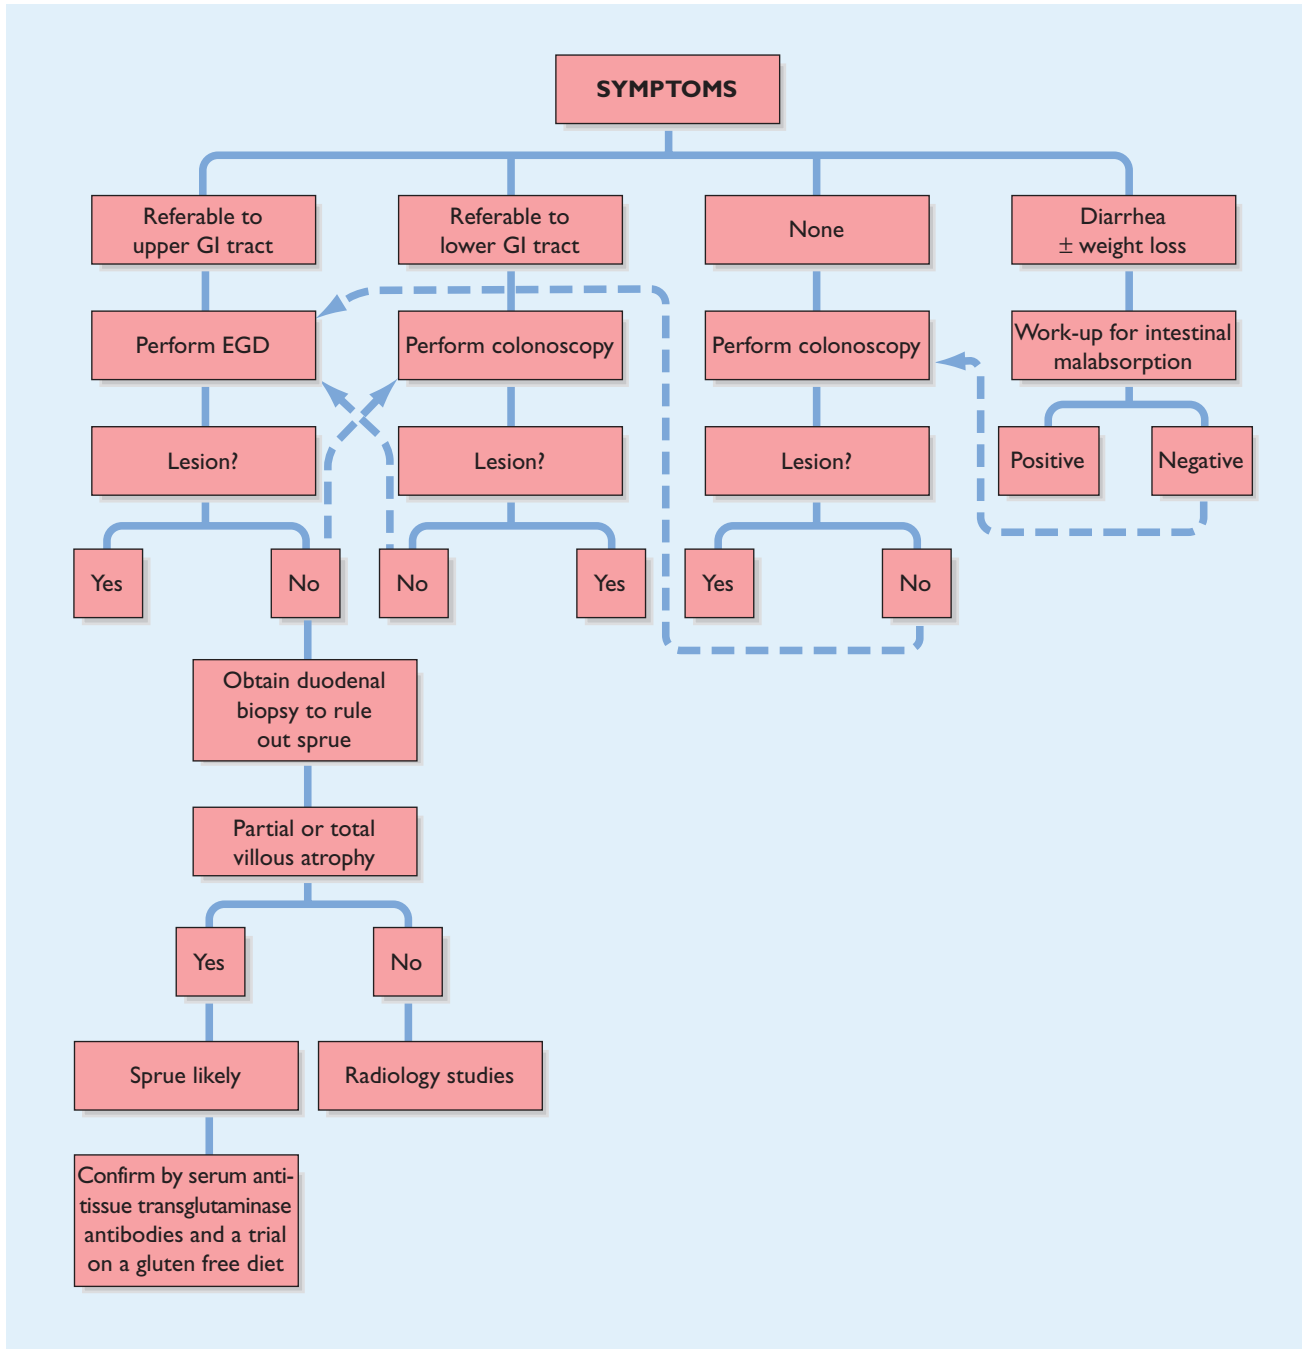 SYMPTOMS
Referable to
upper GI tract
Referable to
lower GI tract
None
Diarrhea
± weight loss
Perform EGD
Perform colonoscopy
Perform colonoscopy
Work-up for intestinal
malabsorption
Lesion?
Lesion?
Lesion?
Positive
Negative
Yes
No
No
Yes
Yes
No
Obtain duodenal
biopsy to rule
out sprue
Partial or total
villous atrophy
Yes
No
Sprue likely
Radiology studies
Confirm by serum anti-
tissue transglutaminase
antibodies and a trial
on a gluten free diet